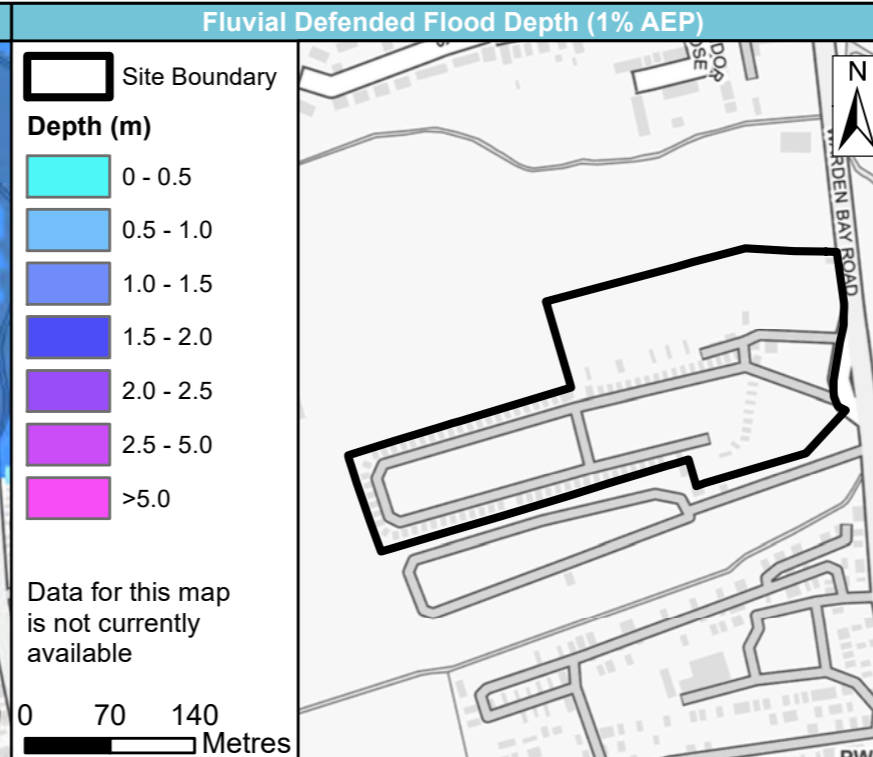 Fluvial Defended Flood Depth (1% AEP)
Site Boundary
Depth (m)
0 - 0.5
0.5 - 1.0
1.0 - 1.5
1.5 - 2.0
2.0 - 2.5
2.5 - 5.0
>5.0
Data for this map
is not currently
available
0 70 140
Metres
N
BAY ROAD